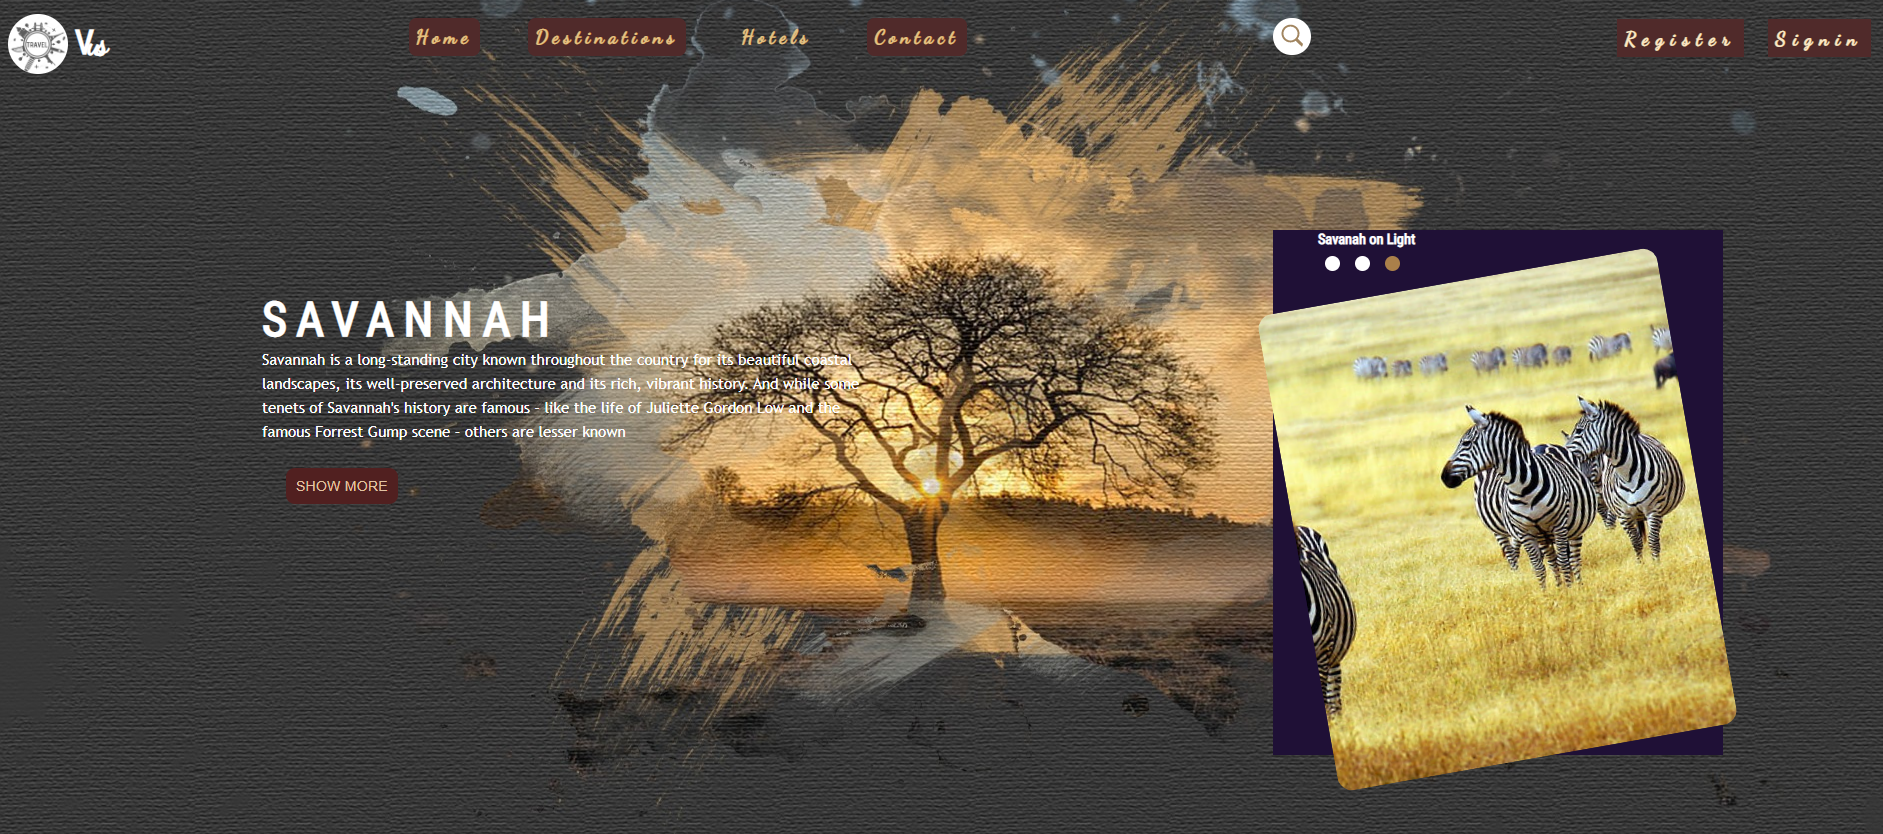 TRAVEL
Vis
Home
Destinations
Hotels
Contact
Register
Signin
Savanah on Light
SAVANNAH
Savannah is a long-standing city known throughout the country for its beautiful coastal
landscapes, its well-preserved architecture and its rich, vibrant history. And while some
tenets of Savannah's history are famous - like the life of Juliette Gordon Low and the
famous Forrest Gump scene - others are lesser known
SHOW MORE